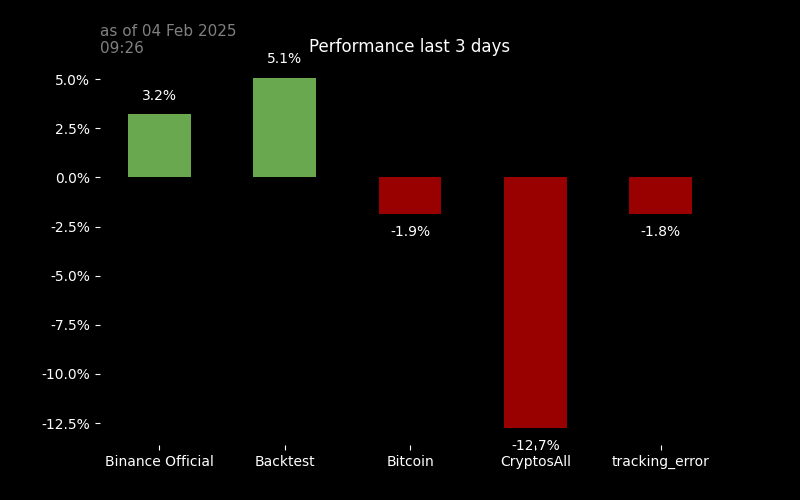 as of 04 Feb 2025
09:26
Performance last 3 days
5.1%
5.0%
3.2%
2.5%
0.0%
-2.5%
-1.9%
-1.8%
-5.0%
-7.5%
-10.0%
-12.5%
-12.7%
Binance Official
Backtest
Bitcoin
CryptosAll
tracking_error